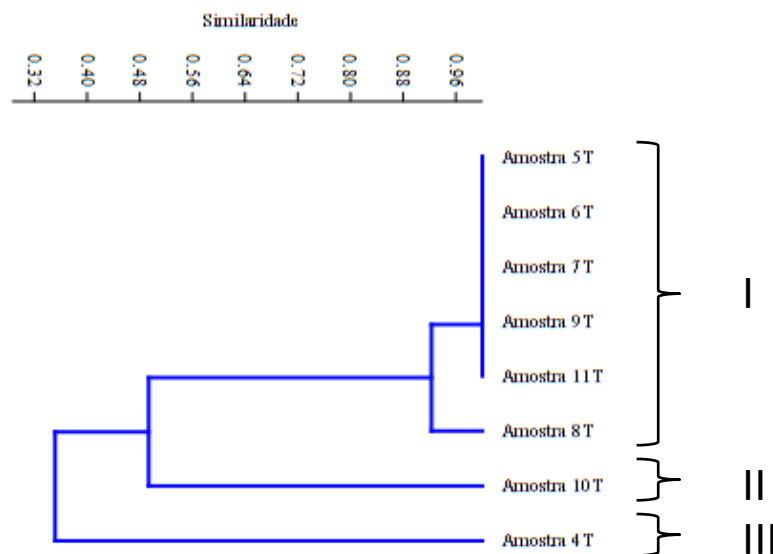 Similaridade
0.32 0.40 0.48 0.56 0.64 0.72 0.80 0.88 0.96
Amostra 5 T
Amostra 6 T
Amostra 7 T
Amostra 9 T
Amostra 11 T
Amostra 8 T
Amostra 10 T
Amostra 4 T
I
II
III